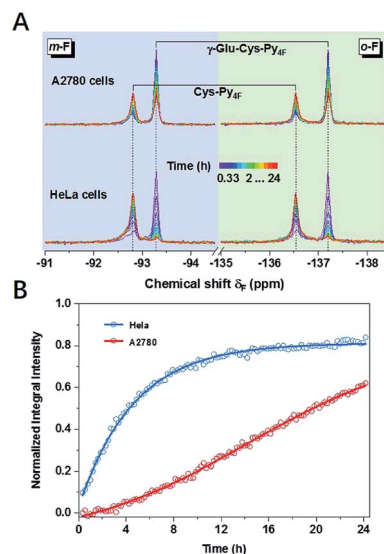 A
m-F
o-F
γ-Glu-Cys-Py4F
A2780 cells
Cys-Py4F
Time (h)
0.33 2 ... 24
HeLa cells
-91 -92 -93 -94 -135 -136 -137 -138
Chemical shift δF (ppm)
B
Normalized Integral Intensity
1.0
0.8
0.6
0.4
0.2
0.0
Hela
A2780
0 4 8 12 16 20 24
Time (h)